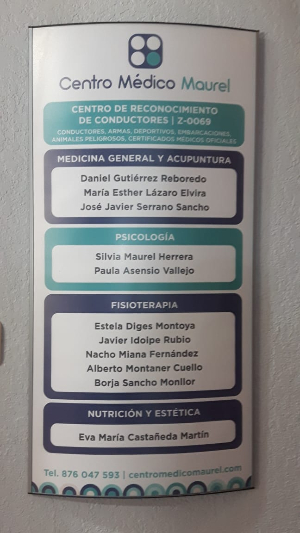 Centro Médico Maurel
CENTRO DE RECONOCIMIENTO
DE CONDUCTORES | Z-0069
CONDUCTORES, ARMAS, DEPORTIVOS, EMBARCACIONES,
ANIMALES PELIGROSOS, CERTIFICADOS MÉDICOS OFICIALES
MEDICINA GENERAL Y ACUPUNTURA
Daniel Gutiérrez Reboredo
María Esther Lázaro Elvira
José Javier Serrano Sancho
PSICOLOGÍA
Silvia Maurel Herrera
Paula Asensio Vallejo
FISIOTERAPIA
Estela Diges Montoya
Javier Idoipe Rubio
Nacho Miana Fernández
Alberto Montaner Cuello
Borja Sancho Monllor
NUTRICIÓN Y ESTÉTICA
Eva María Castañeda Martín
Tel. 876 047 593 | centromedicomaurel.com